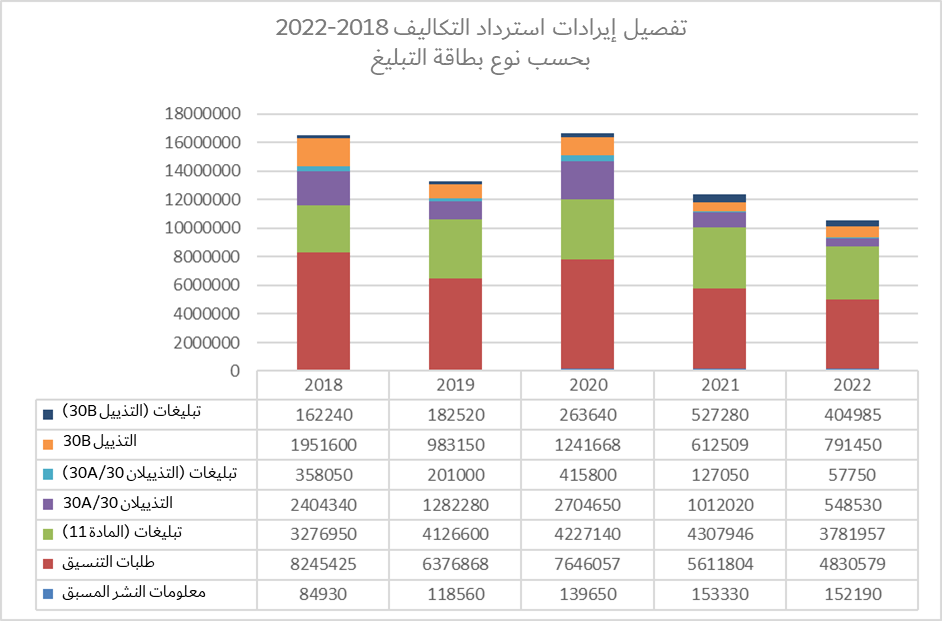 تفصيل إيرادات استرداد التكاليف 2018-2022
بحسب نوع بطاقة التبليغ
18000000
16000000
14000000
12000000
10000000
8000000
6000000
4000000
2000000
0
2018 2019 2020 2021 2022
تبليغات (التذييل 30B) 162240 182520 263640 527280 404985
التذييل 30B 1951600 983150 1241668 612509 791450
تبليغات (التذييلان 30A/30) 358050 201000 415800 127050 57750
التذييلان 30A/30 2404340 1282280 2704650 1012020 548530
تبليغات (المادة 11) 3276950 4126600 4227140 4307946 3781957
طلبات التنسيق 8245425 6376868 7646057 5611804 4830579
معلومات النشر المسبق 84930 118560 139650 153330 152190